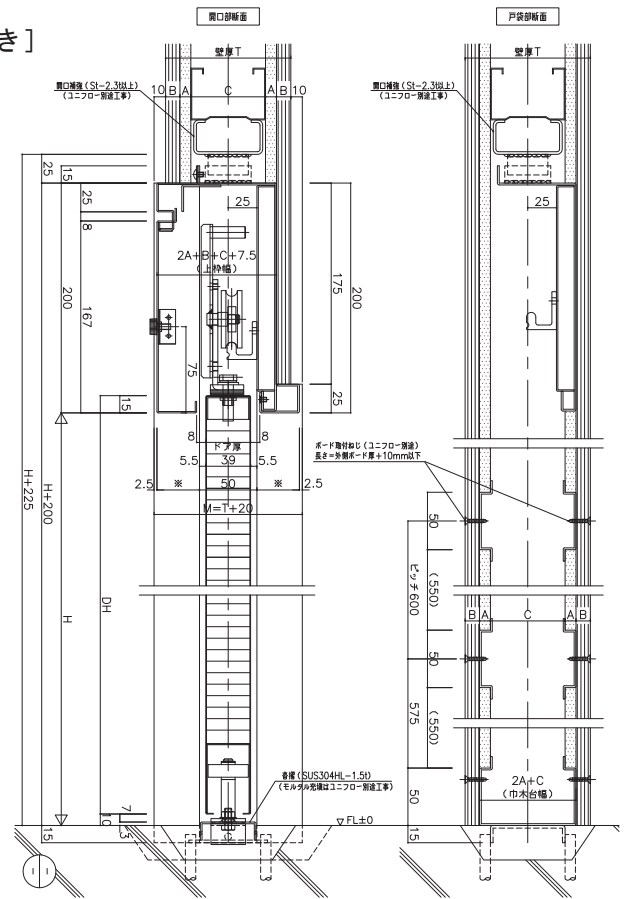 き］
開口部断面
戸袋部断面
壁厚T
壁厚T
開口補強（St-2.3t以上）
（ユニフロー別途工事）
開口補強（St-2.3t以上）
（ユニフロー別途工事）
10 B A C A B 10
25
15
25
8
200
167
25
2A+B+C+7.5
（上枠幅）
175
200
25
75
15
25
8 8
ドア厚
5.5 39 5.5
2.5 ※ 50 ※ 2.5
M=T+20
ボード取付ねじ（ユニフロー別途）
長さ=外側ボード厚+10mm以下
H+225
H+200
H
DH
50
(550)
ピッチ600
50
575
(550)
50
15
B A C A B
2A+C
（巾木台幅）
沓摺（SUS304HL-1.5t）
（モルタル充填はユニフロー別途工事）
▽FL±0
7
10
3
15